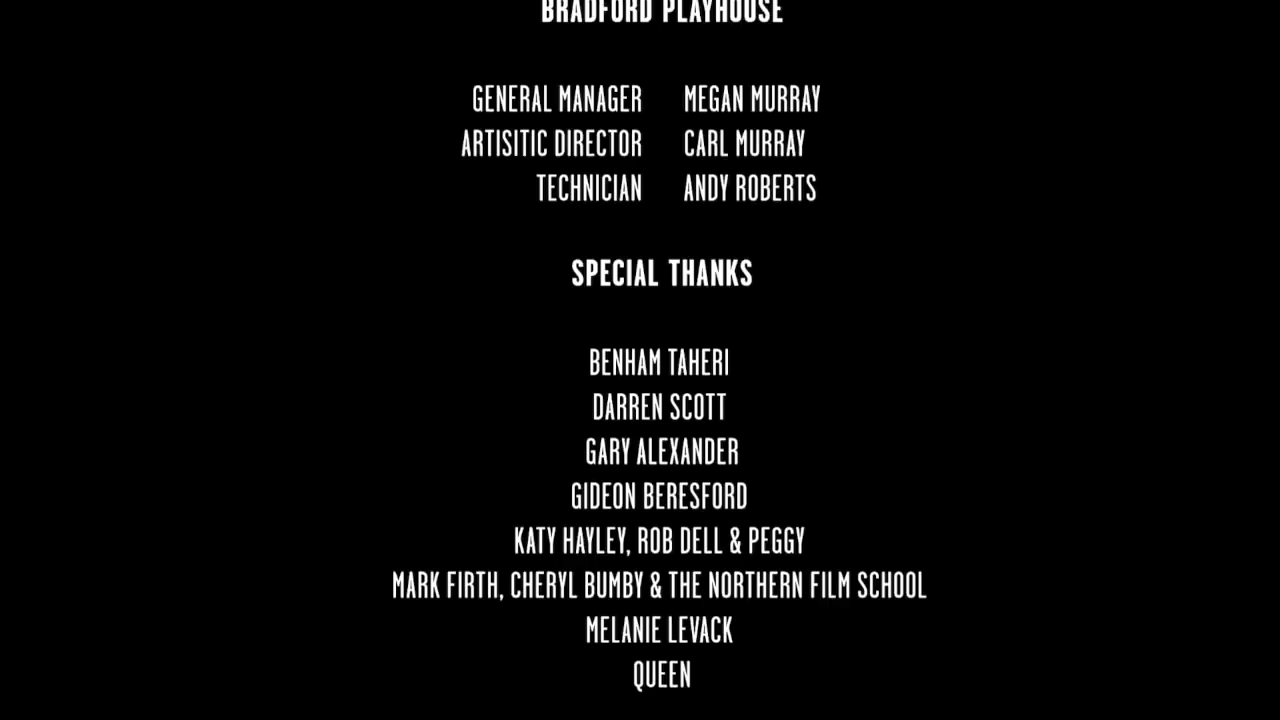 BRADFORD PLAYHOUSE
GENERAL MANAGER MEGAN MURRAY
ARTISITIC DIRECTOR CARL MURRAY
TECHNICIAN ANDY ROBERTS
SPECIAL THANKS
BENHAM TAHERI
DARREN SCOTT
GARY ALEXANDER
GIDEON BERESFORD
KATY HAYLEY, ROB DELL & PEGGY
MARK FIRTH, CHERYL BUMBY & THE NORTHERN FILM SCHOOL
MELANIE LEVACK
QUEEN